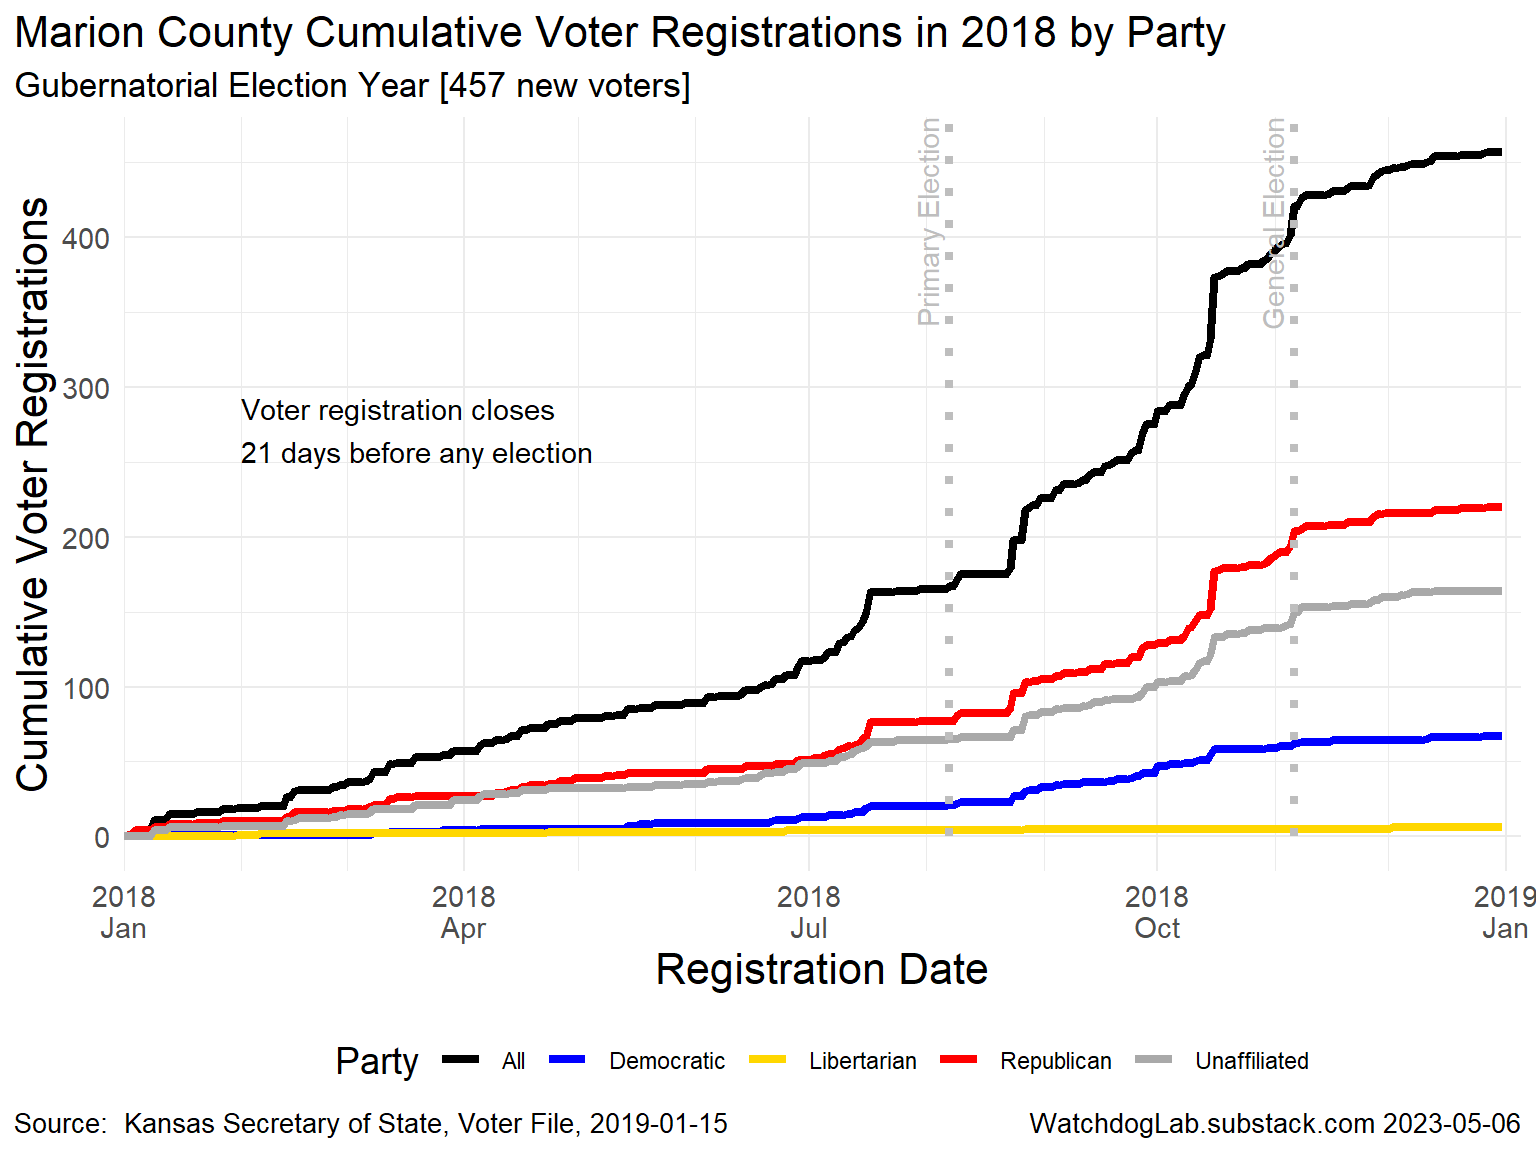 Marion County Cumulative Voter Registrations in 2018 by Party
Gubernatorial Election Year [457 new voters]
Cumulative Voter Registrations
400
300
200
100
0
Primary Election
General Election
Voter registration closes
21 days before any election
2018
Jan
2018
Apr
2018
Jul
2018
Oct
2019
Jan
Registration Date
Party
All
Democratic
Libertarian
Republican
Unaffiliated
Source:  Kansas Secretary of State, Voter File, 2019-01-15
WatchdogLab.substack.com 2023-05-06